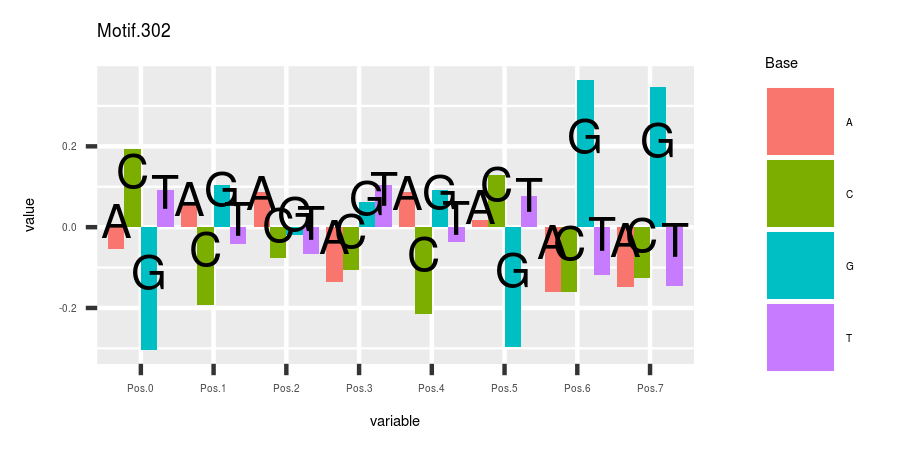 Motif.302
value
0.2
0.0
-0.2
A C G T A C G T A C G T A C G T A C G T A C G T A C G T A C G T
Pos.0 Pos.1 Pos.2 Pos.3 Pos.4 Pos.5 Pos.6 Pos.7
variable
Base
A
C
G
T